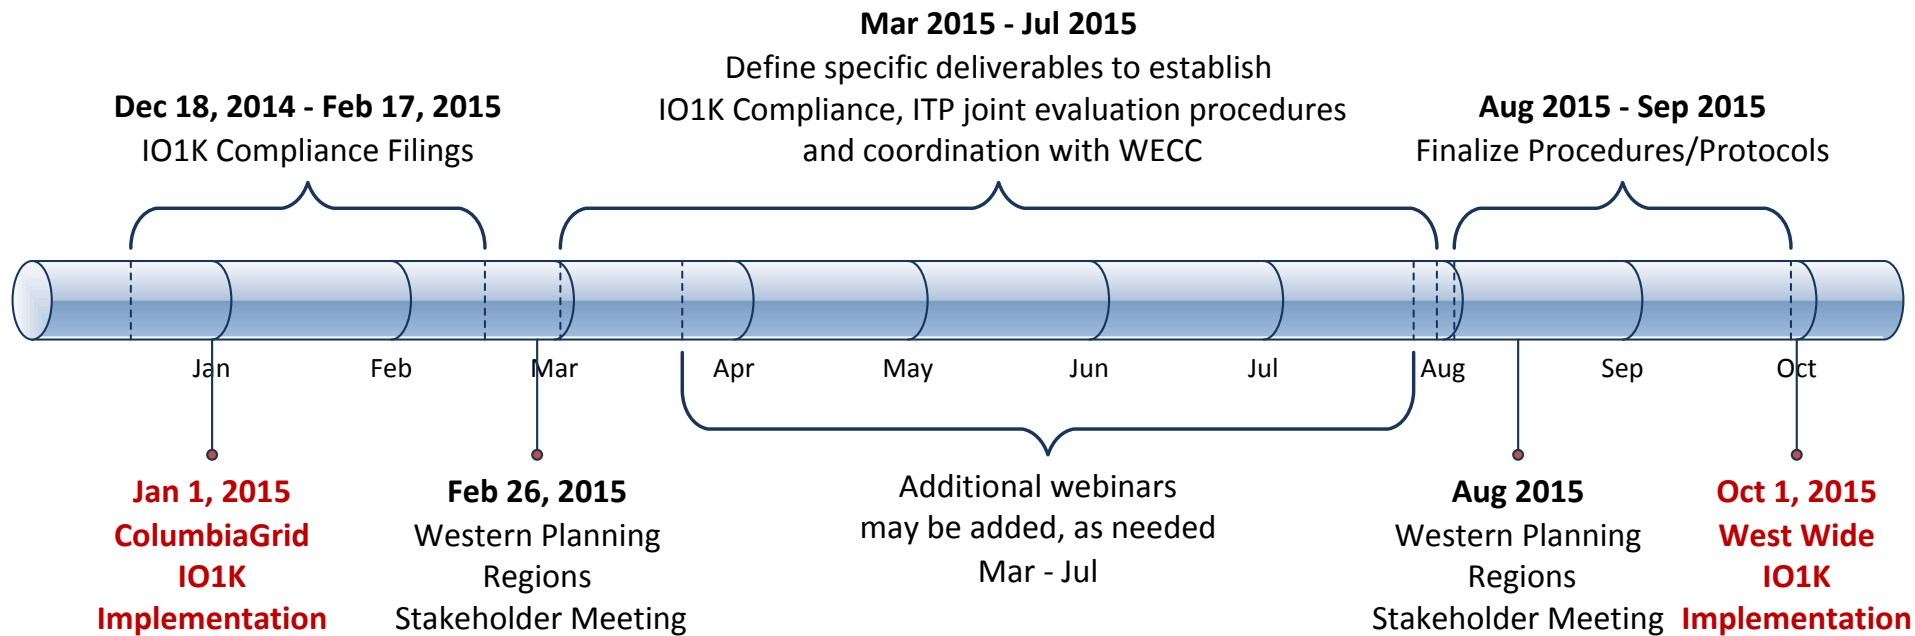 Mar 2015 - Jul 2015
Define specific deliverables to establish
IO1K Compliance, ITP joint evaluation procedures
and coordination with WECC
Dec 18, 2014 - Feb 17, 2015
IO1K Compliance Filings
Aug 2015 - Sep 2015
Finalize Procedures/Protocols
Jan
Feb
Mar
Apr
May
Jun
Jul
Aug
Sep
Oct
Jan 1, 2015
ColumbiaGrid
IO1K
Implementation
Feb 26, 2015
Western Planning
Regions
Stakeholder Meeting
Additional webinars
may be added, as needed
Mar - Jul
Aug 2015
Western Planning
Regions
Stakeholder Meeting
Oct 1, 2015
West Wide
IO1K
Implementation